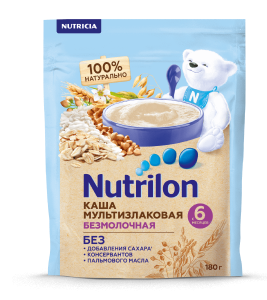 NUTRICIA
100%
НАТУРАЛЬНО
N
Nutrilon
КАША
МУЛЬТИЗЛАКОВАЯ
БЕЗМОЛОЧНАЯ
6
МЕСЯЦЕВ
БЕЗ
• ДОБАВЛЕНИЯ САХАРА*
• КОНСЕРВАНТОВ
• ПАЛЬМОВОГО МАСЛА
180 г